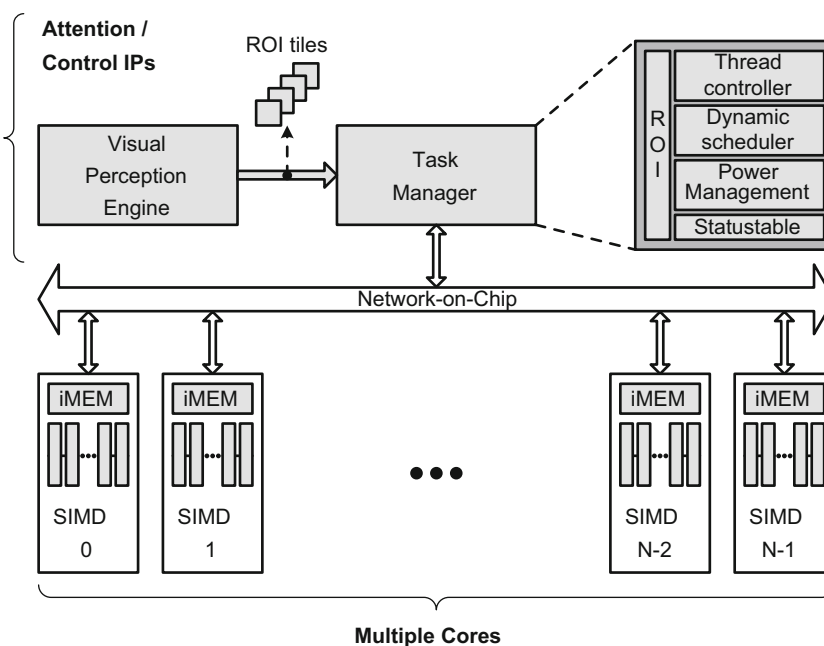 Attention /
Control IPs
ROI tiles
Visual
Perception
Engine
Task
Manager
ROI
Thread
controller
Dynamic
scheduler
Power
Management
Statustable
Network-on-Chip
iMEM
iMEM
iMEM
iMEM
SIMD
0
SIMD
1
SIMD
N-2
SIMD
N-1
Multiple Cores